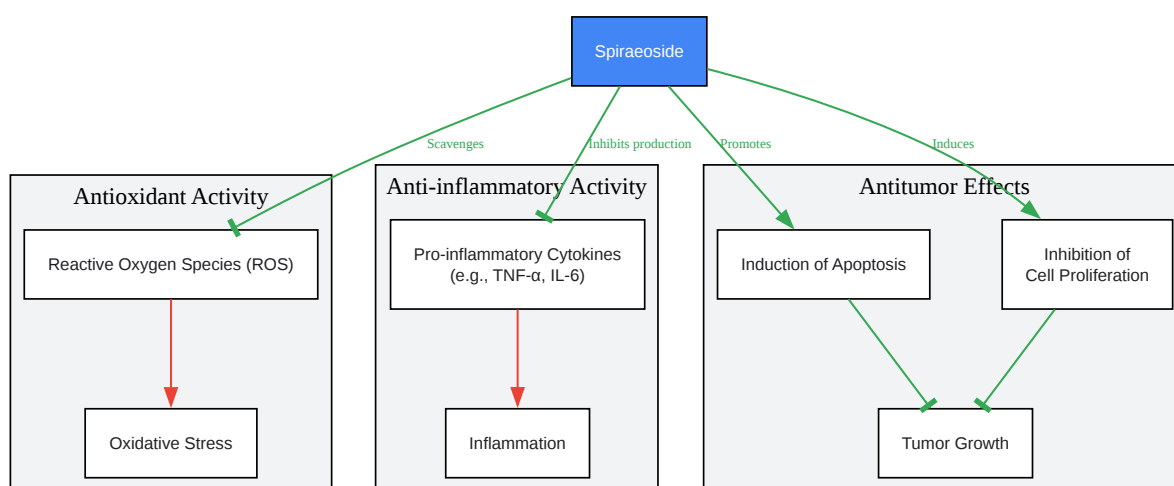 Spiraeoside
Scavenges
Inhibits production
Promotes
Induces
Antioxidant Activity
Anti-inflammatory Activity
Antitumor Effects
Reactive Oxygen Species (ROS)
Pro-inflammatory Cytokines
(e.g., TNF-α, IL-6)
Induction of Apoptosis
Inhibition of
Cell Proliferation
Oxidative Stress
Inflammation
Tumor Growth